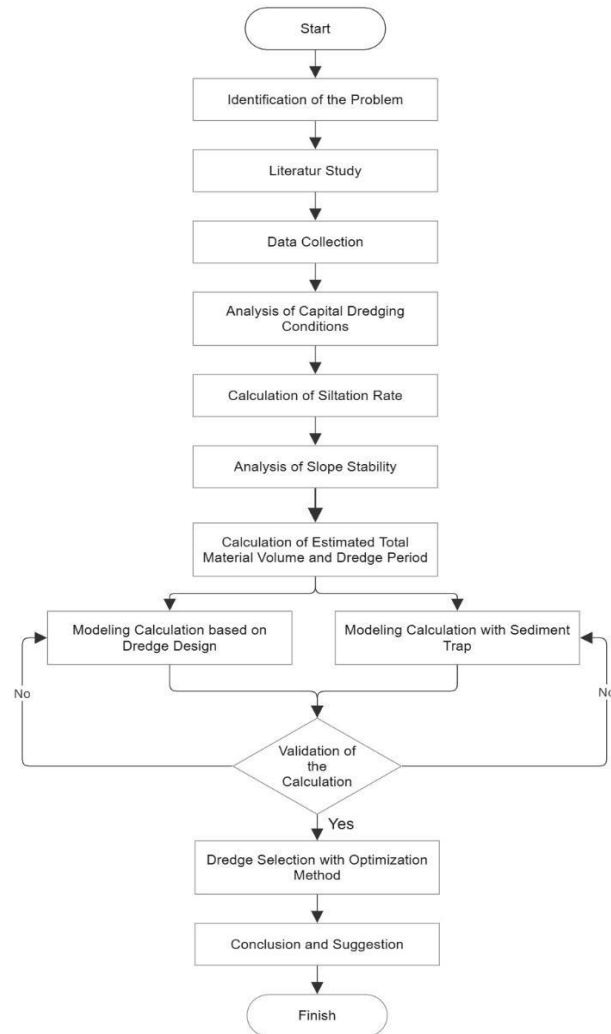 Start
Identification of the Problem
Literatur Study
Data Collection
Analysis of Capital Dredging
Conditions
Calculation of Siltation Rate
Analysis of Slope Stability
Calculation of Estimated Total
Material Volume and Dredge Period
Modeling Calculation based on
Dredge Design
Modeling Calculation with Sediment
Trap
No
No
Validation of
the
Calculation
Yes
Dredge Selection with Optimization
Method
Conclusion and Suggestion
Finish